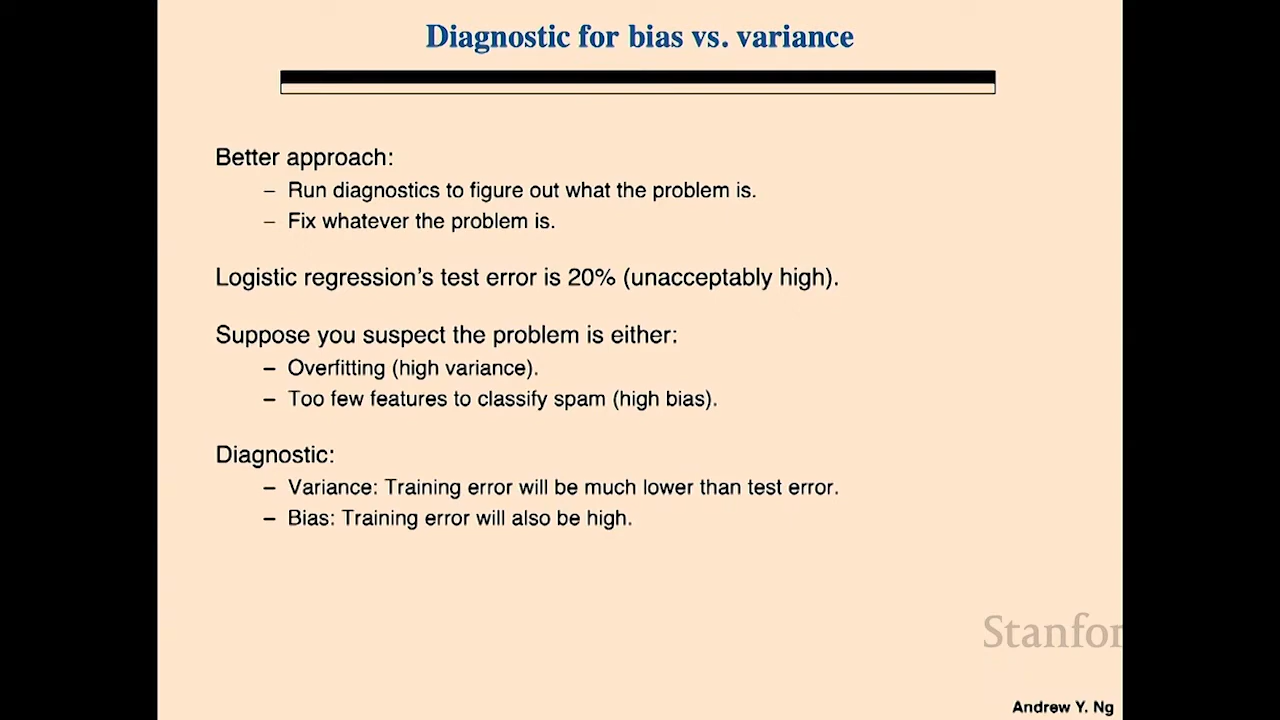 Diagnostic for bias vs. variance
Better approach:
– Run diagnostics to figure out what the problem is.
– Fix whatever the problem is.
Logistic regression's test error is 20% (unacceptably high).
Suppose you suspect the problem is either:
– Overfitting (high variance).
– Too few features to classify spam (high bias).
Diagnostic:
– Variance: Training error will be much lower than test error.
– Bias: Training error will also be high.
Stanfor
Andrew Y. Ng